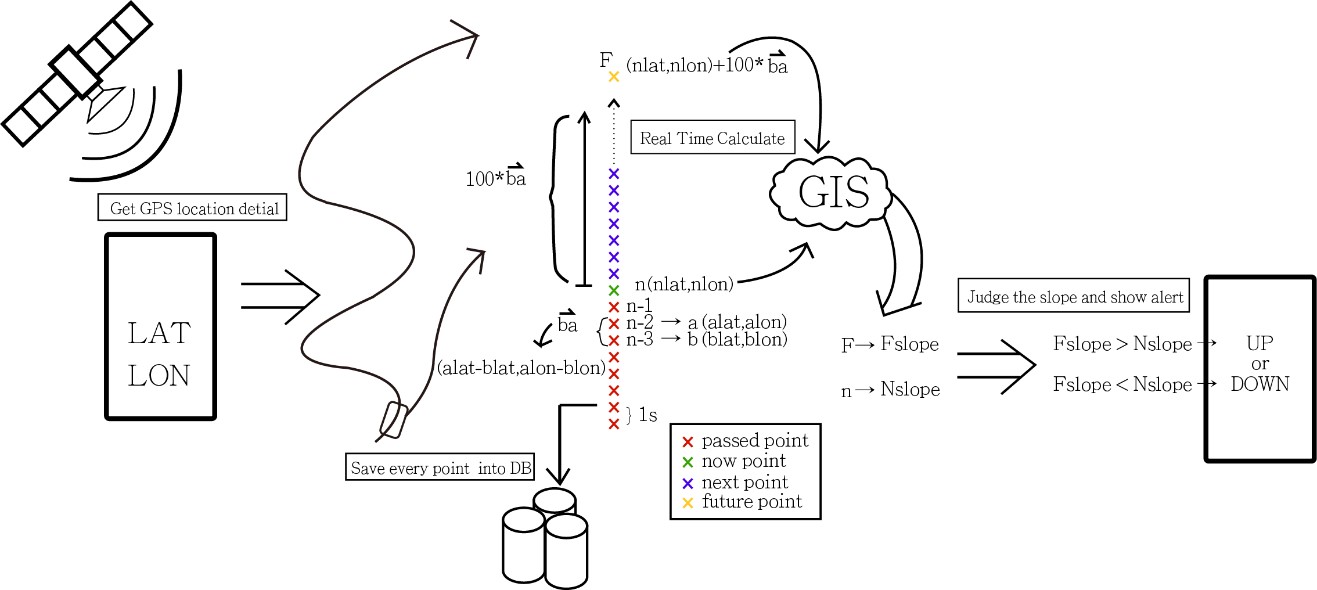 Get GPS location detial
LAT
LON
Save every point into DB
F
(nlat,nlon)+100*ba
Real Time Calculate
100*ba
GIS
n(nlat,nlon)
n-1
n-2 → a (alat,alon)
n-3 → b (blat,blon)
ba
(alat-blat,alon-blon)
} 1s
× passed point
× now point
× next point
× future point
F→ Fslope
n→ Nslope
Judge the slope and show alert
Fslope > Nslope →
Fslope < Nslope →
UP
or
DOWN